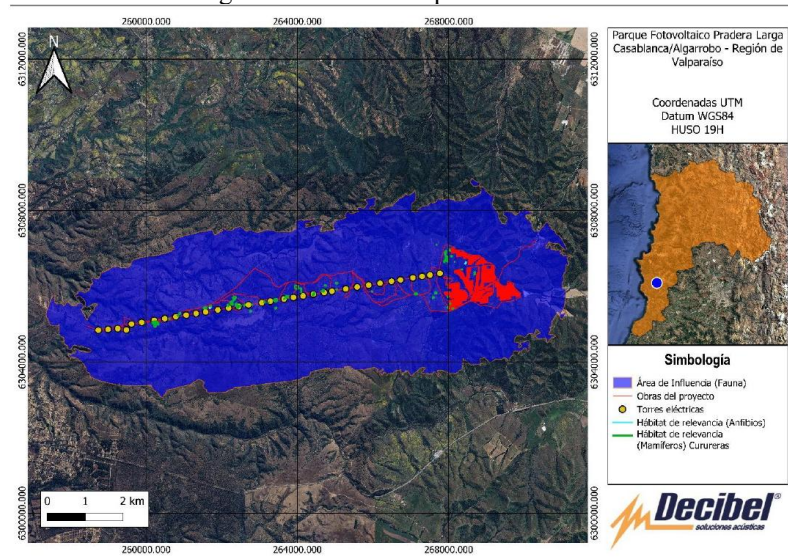 N
260000.000 264000.000 268000.000
6312000.000 6312000.000
6308000.000 6308000.000
6304000.000 6304000.000
6300000.000 6300000.000
0 1 2 km
260000.000 264000.000 268000.000
Parque Fotovoltaico Pradera Larga
Casablanca/Algarrobo - Región de
Valparaíso
Coordenadas UTM
Datum WGS84
HUSO 19H
Simbología
Área de Influencia (Fauna)
Obras del proyecto
Torres eléctricas
Hábitat de relevancia (Anfibios)
Hábitat de relevancia
(Mamíferos) Curureras
Decibel®
soluciones acústicas